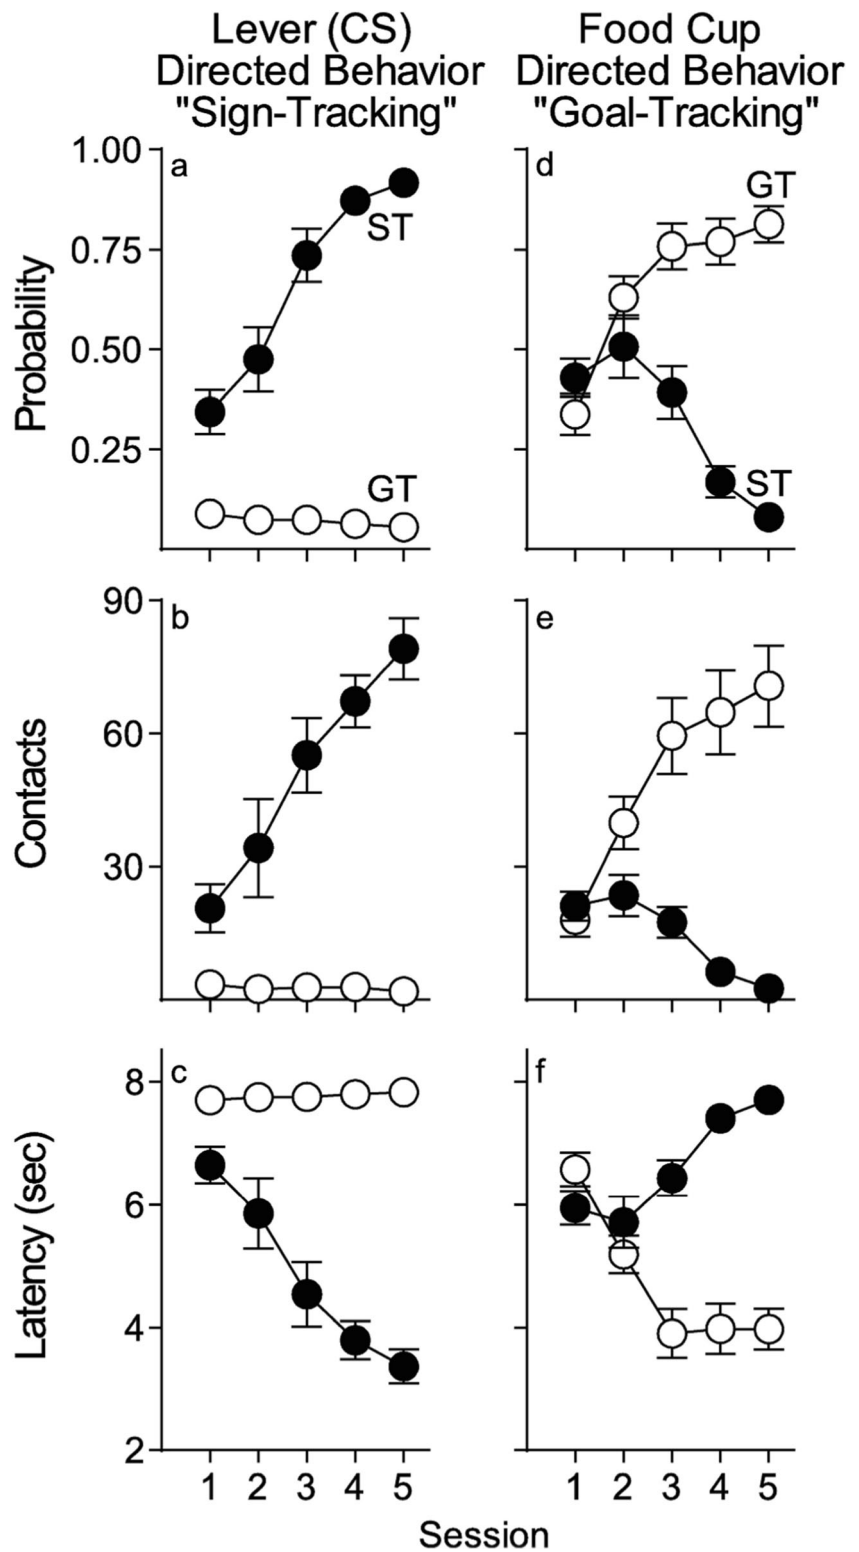 Lever (CS)
Directed Behavior
"Sign-Tracking"
Food Cup
Directed Behavior
"Goal-Tracking"
Probability
1.00
0.75
0.50
0.25
a
ST
GT
d
GT
ST
Contacts
90
60
30
b
e
Latency (sec)
8
6
4
2
c
f
1 2 3 4 5
1 2 3 4 5
Session